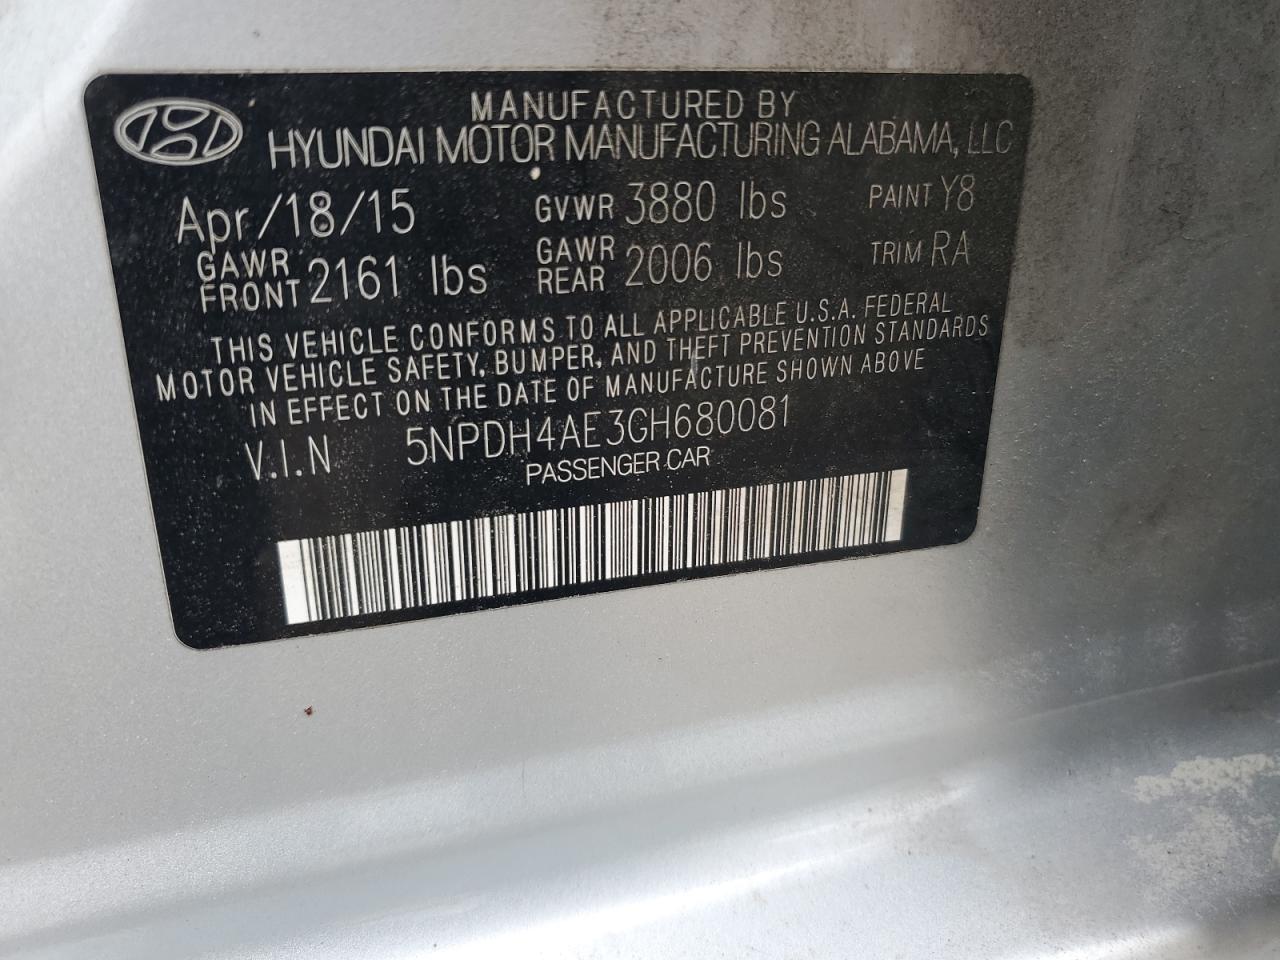 MANUFACTURED BY
HYUNDAI MOTOR MANUFACTURING ALABAMA, LLC
Apr/18/15 GVWR 3880 lbs PAINT Y8
GAWR FRONT 2161 lbs GAWR REAR 2006 lbs TRIM RA
THIS VEHICLE CONFORMS TO ALL APPLICABLE U.S.A. FEDERAL
MOTOR VEHICLE SAFETY, BUMPER, AND THEFT PREVENTION STANDARDS
IN EFFECT ON THE DATE OF MANUFACTURE SHOWN ABOVE
V.I.N 5NPDH4AE3GH680081
PASSENGER CAR